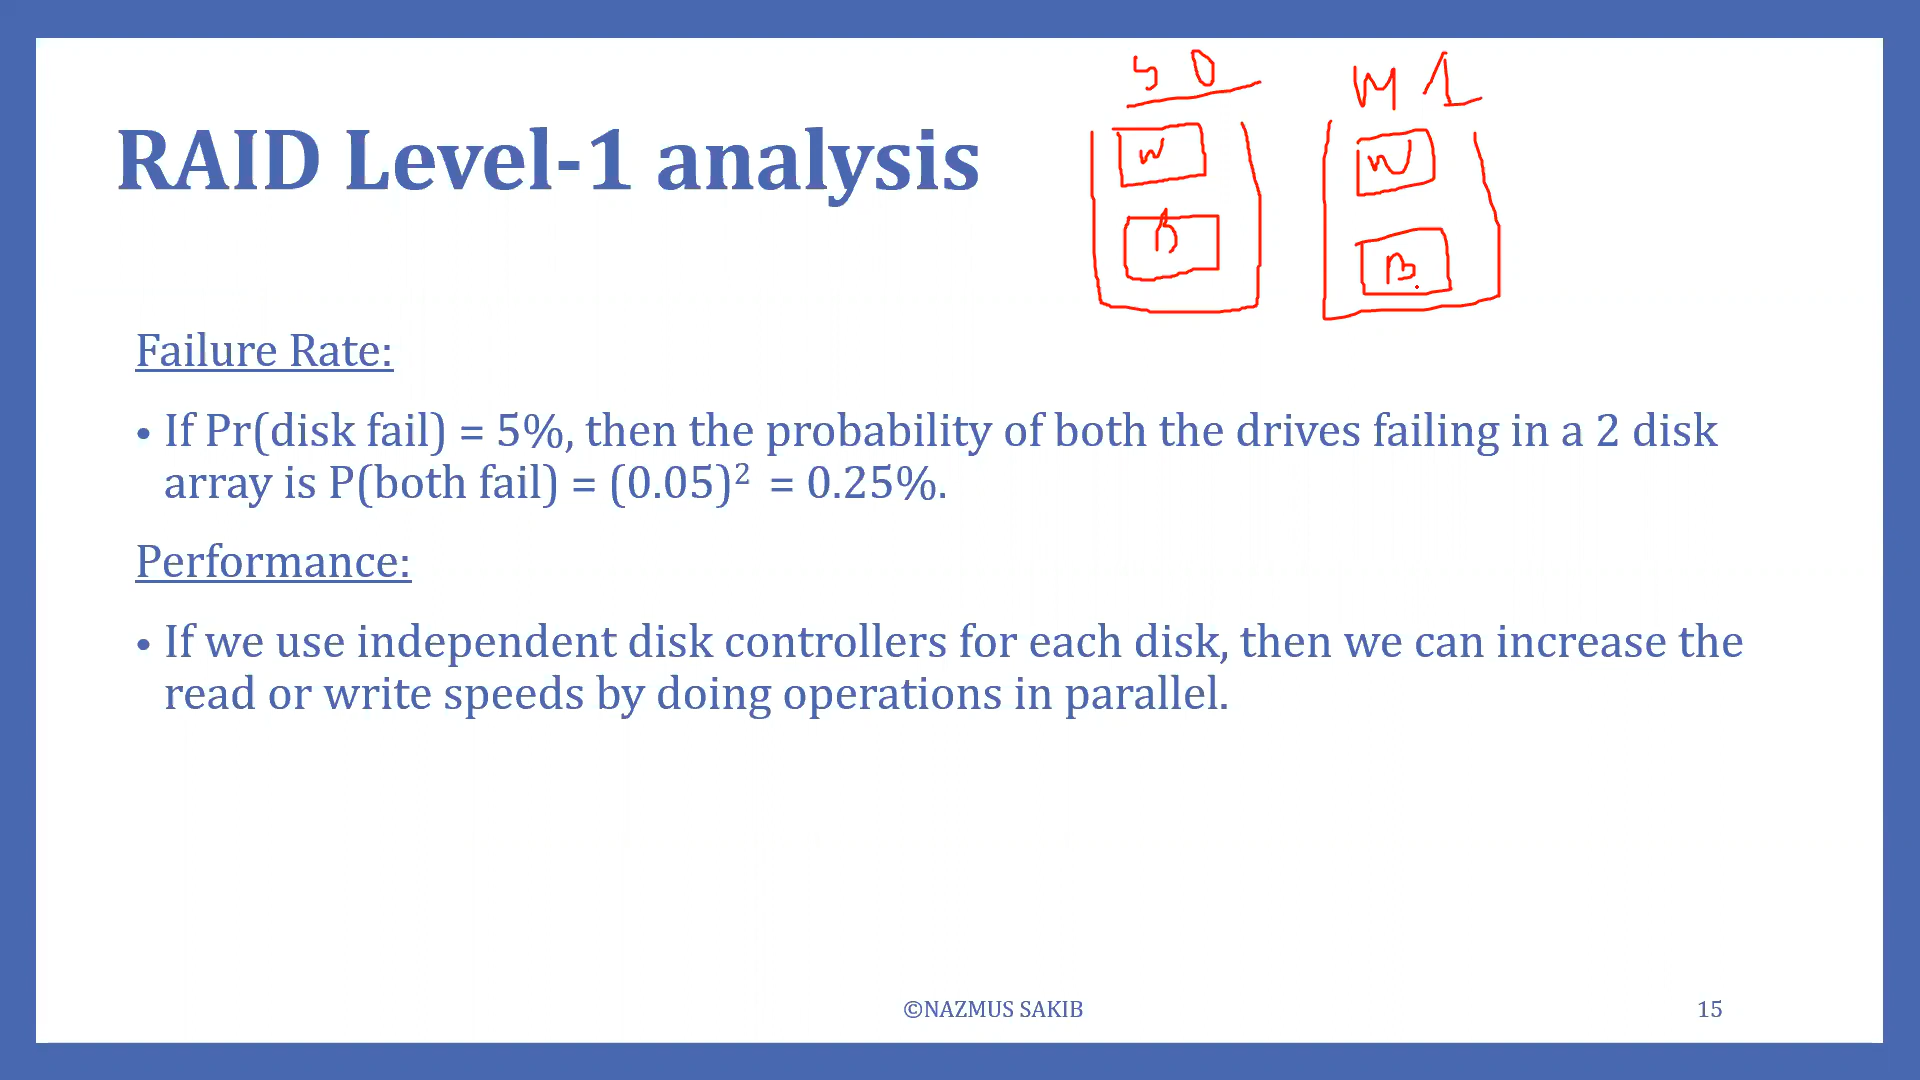 S 0
M 1
W
W
B
B
RAID Level-1 analysis
Failure Rate:
• If Pr(disk fail) = 5%, then the probability of both the drives failing in a 2 disk
array is P(both fail) = (0.05)² = 0.25%.
Performance:
• If we use independent disk controllers for each disk, then we can increase the
read or write speeds by doing operations in parallel.
©NAZMUS SAKIB
15